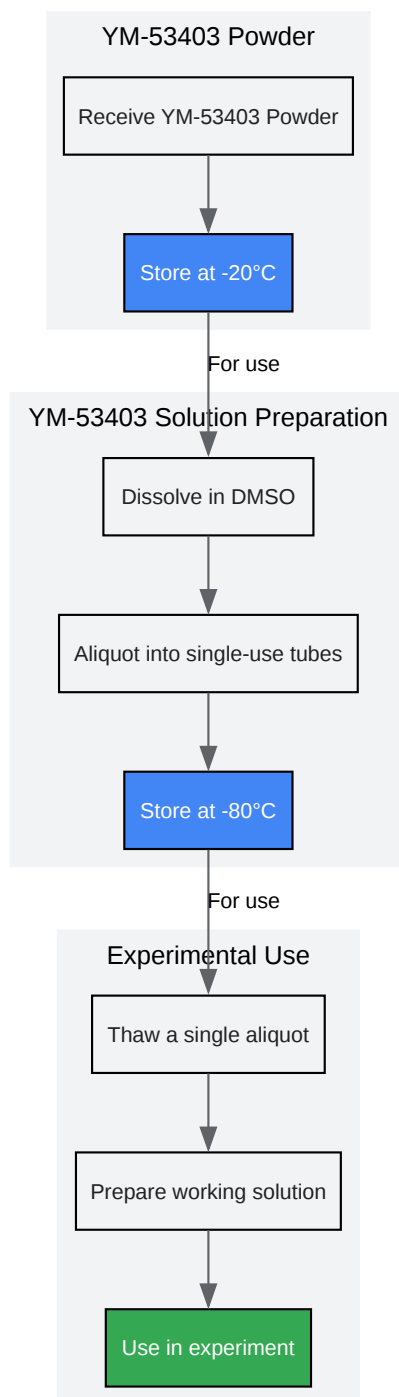 YM-53403 Powder
Receive YM-53403 Powder
Store at -20°C
For use
YM-53403 Solution Preparation
Dissolve in DMSO
Aliquot into single-use tubes
Store at -80°C
For use
Experimental Use
Thaw a single aliquot
Prepare working solution
Use in experiment